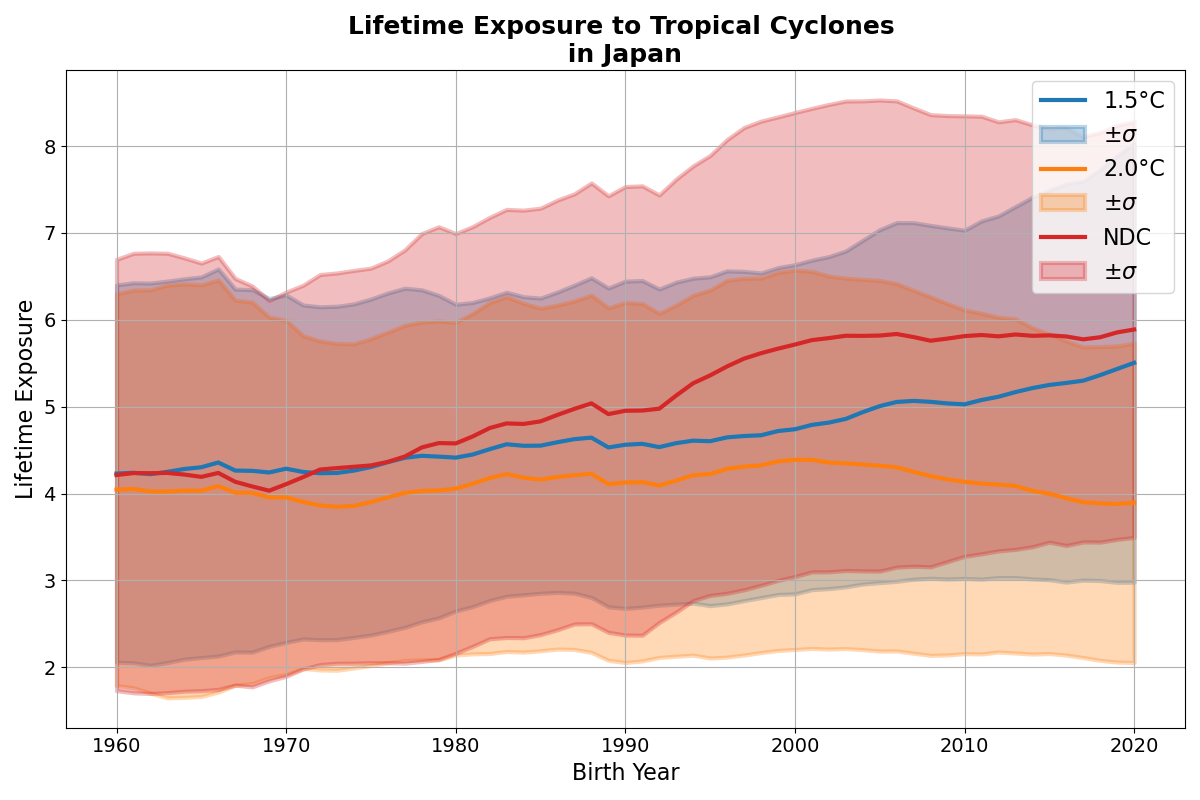 Lifetime Exposure to Tropical Cyclones
in Japan
1.5°C
±σ
2.0°C
±σ
NDC
±σ
Lifetime Exposure
8
7
6
5
4
3
2
1960 1970 1980 1990 2000 2010 2020
Birth Year